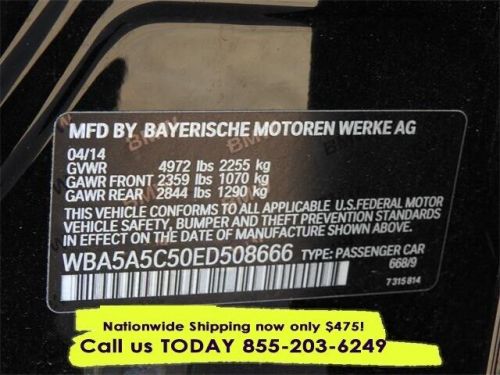 MFD BY BAYERISCHE MOTOREN WERKE AG
04/14
GVWR 4972 lbs 2255 kg
GAWR FRONT 2359 lbs 1070 kg
GAWR REAR 2844 lbs 1290 kg
THIS VEHICLE CONFORMS TO ALL APPLICABLE U.S.FEDERAL MOTOR
VEHICLE SAFETY, BUMPER AND THEFT PREVENTION STANDARDS
IN EFFECT ON THE DATE OF MANUFACTURE SHOWN ABOVE.
WBA5A5C50ED508666 TYPE: PASSENGER CAR
668/9
7315814
Nationwide Shipping now only $475!
Call us TODAY 855-203-6249